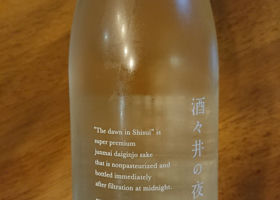 酒々井の夜
"The dawn in Shisui" is
super premium
junmai daiginjo sake
that is nonpasteurized and
bottled immediately
after filtration at midnight.